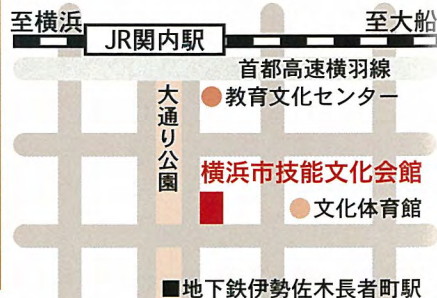 至横浜
至大船
JR関内駅
首都高速横羽線
教育文化センター
大通り公園
横浜市技能文化会館
文化体育館
地下鉄伊勢佐木長者町駅